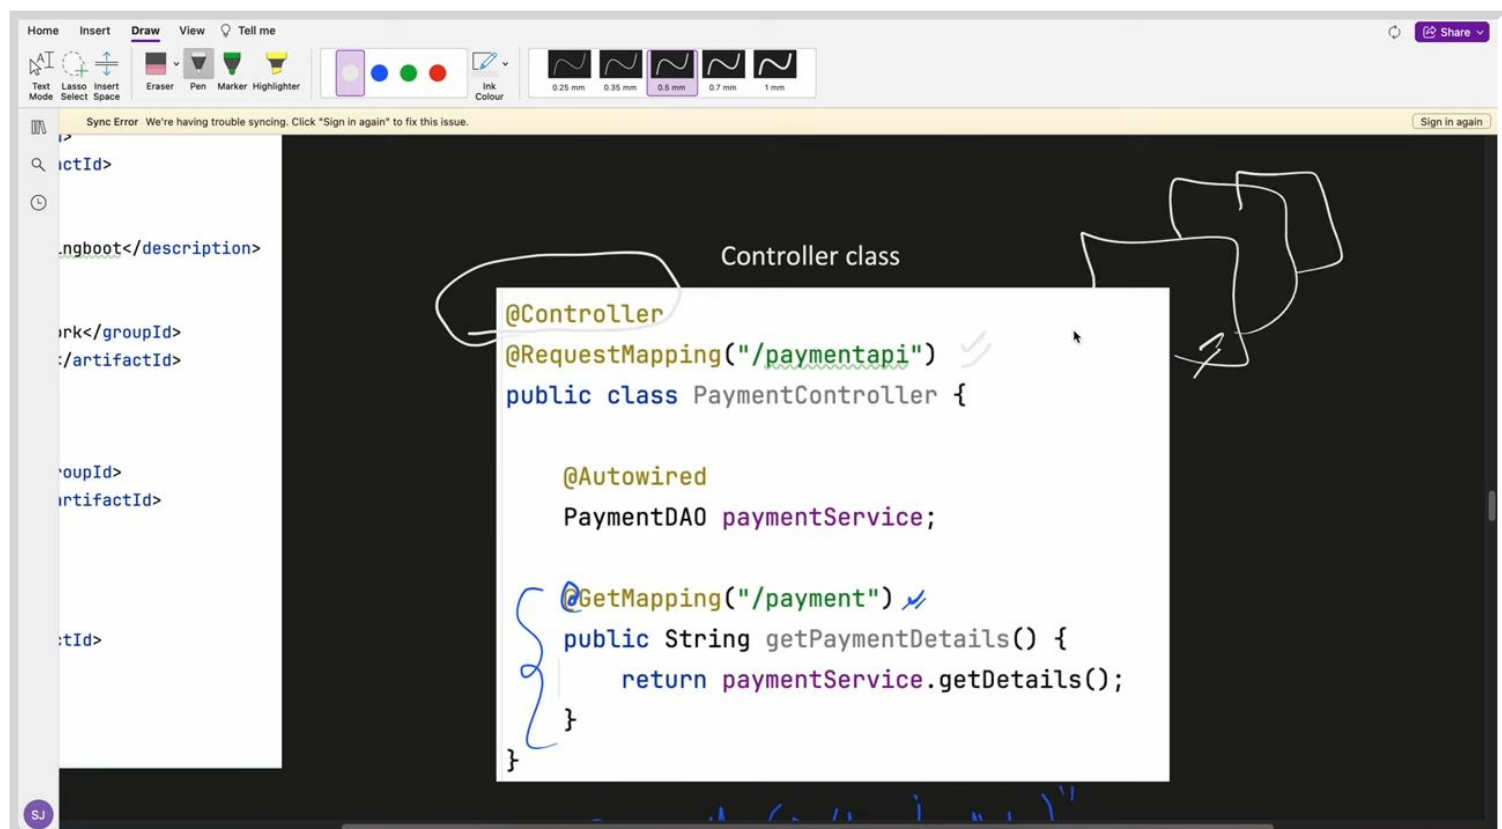 Home Insert Draw View Tell me
Share
Text Mode
Lasso Select
Insert Space
Eraser
Pen
Marker
Highlighter
Ink Colour
0.25 mm
0.35 mm
0.5 mm
0.7 mm
1 mm
Sync Error We're having trouble syncing. Click "Sign in again" to fix this issue.
Sign in again
ctId>
ngboot</description>
rk</groupId>
/artifactId>
oupId>
rtifactId>
tId>
Controller class
@Controller
@RequestMapping("/paymentapi")
public class PaymentController {
@Autowired
PaymentDAO paymentService;
@GetMapping("/payment")
public String getPaymentDetails() {
return paymentService.getDetails();
}
}
SJ